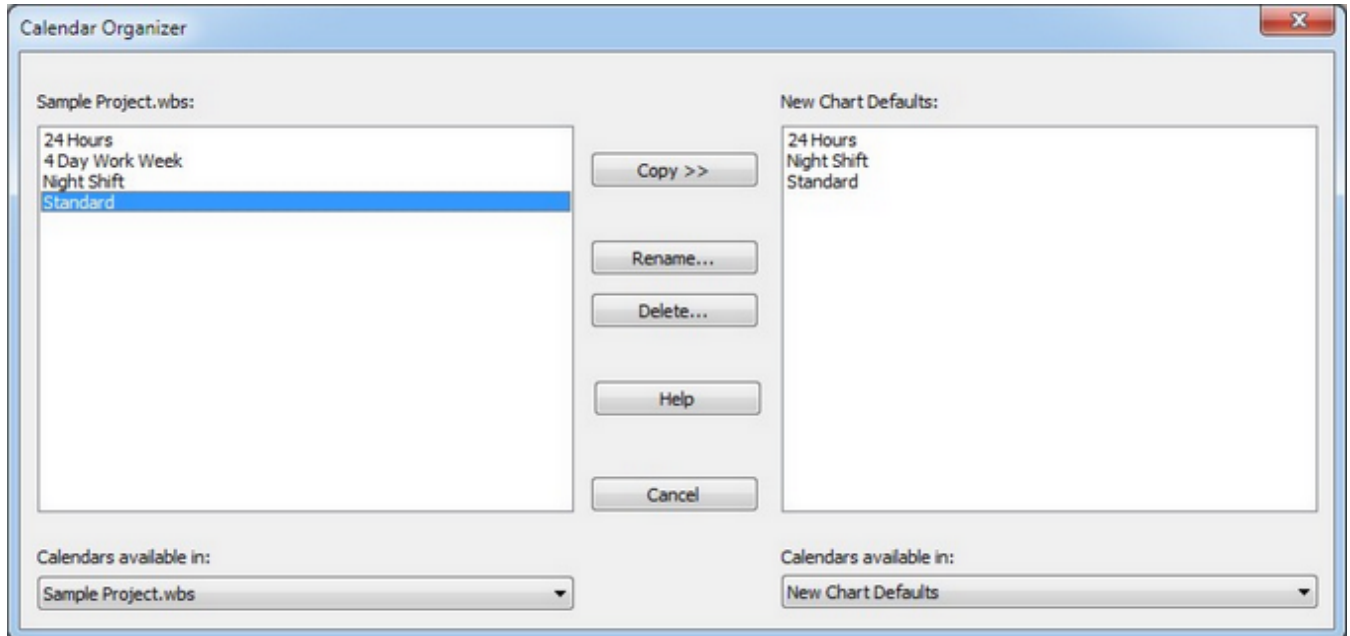 Calendar Organizer
Sample Project.wbs:
24 Hours
4 Day Work Week
Night Shift
Standard
Copy >>
Rename...
Delete...
Help
Cancel
New Chart Defaults:
24 Hours
Night Shift
Standard
Calendars available in:
Sample Project.wbs
Calendars available in:
New Chart Defaults